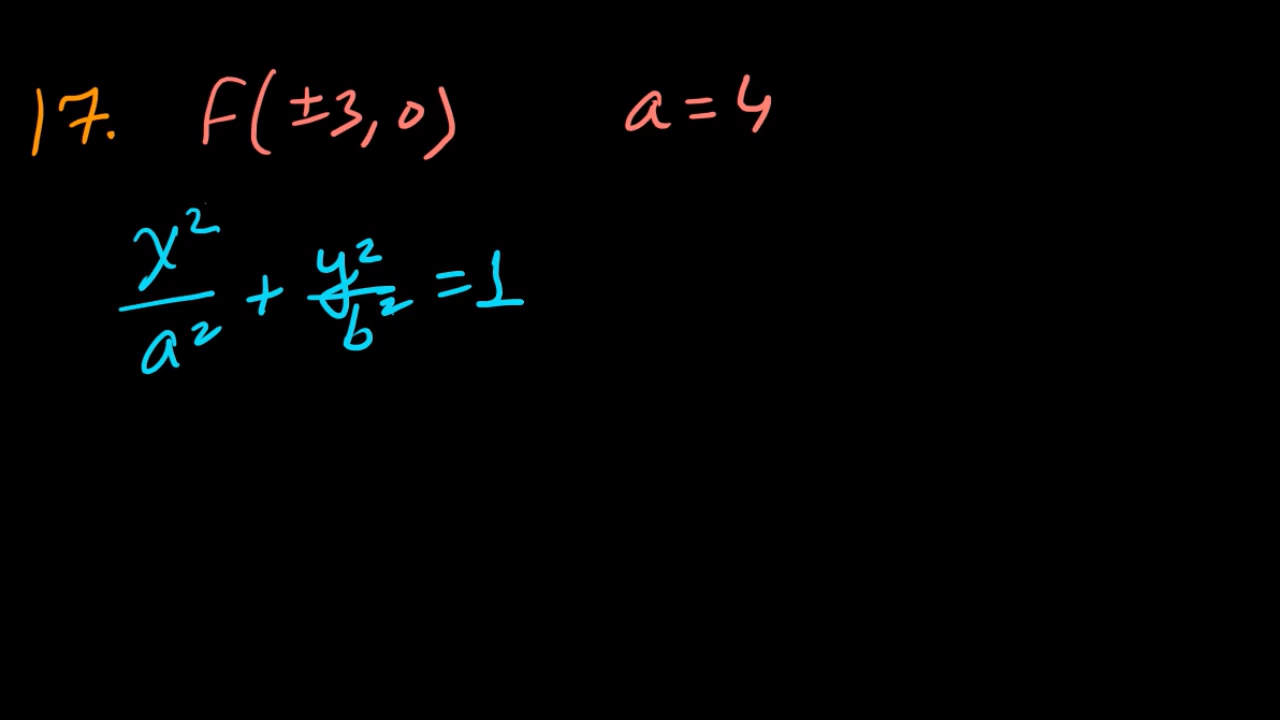 17. F(±3,0) a=4
x²/a² + y²/b² = 1